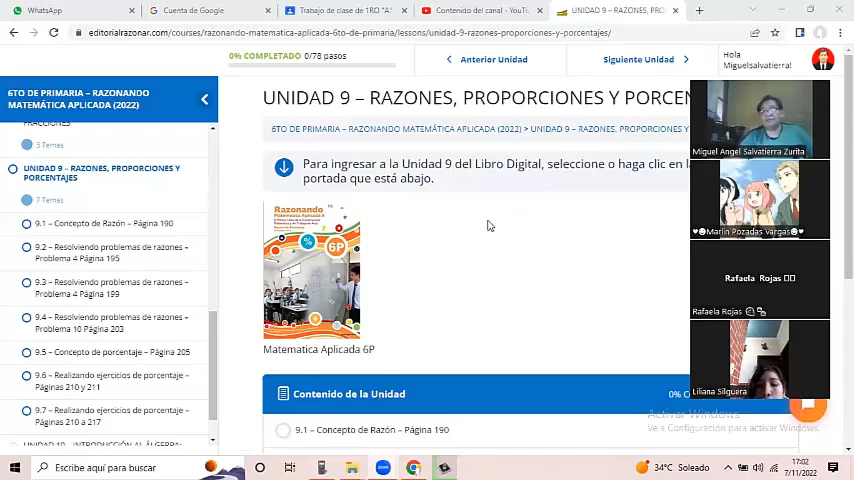 WhatsApp
Cuenta de Google
Trabajo de clase de 1RO "A"
Contenido del canal - YouTu
UNIDAD 9 – RAZONES, PRO
editorialrazonar.com/courses/razonando-matematica-aplicada-6to-de-primaria/lessons/unidad-9-razones-proporciones-y-porcentajes/
0% COMPLETADO 0/78 pasos
Anterior Unidad
Siguiente Unidad
Hola
Miguelsalvatierra!
6TO DE PRIMARIA – RAZONANDO
MATEMÁTICA APLICADA (2022)
FRACCIONES
3 Temas
UNIDAD 9 – RAZONES, PROPORCIONES Y
PORCENTAJES
7 Temas
9.1 – Concepto de Razón – Página 190
9.2 – Resolviendo problemas de razones –
Problema 4 Página 195
9.3 – Resolviendo problemas de razones –
Problema 4 Página 199
9.4 – Resolviendo problemas de razones –
Problema 10 Página 203
9.5 – Concepto de porcentaje – Página 205
9.6 – Realizando ejercicios de porcentaje –
Páginas 210 y 211
9.7 – Realizando ejercicios de porcentaje –
Páginas 210 a 217
UNIDAD 10 – INTRODUCCIÓN AL ÁLGEBRA:
UNIDAD 9 – RAZONES, PROPORCIONES Y PORCEN
6TO DE PRIMARIA – RAZONANDO MATEMÁTICA APLICADA (2022) > UNIDAD 9 – RAZONES, PROPORCIONES Y
Para ingresar a la Unidad 9 del Libro Digital, seleccione o haga clic en la
portada que está abajo.
Razonando
Matemática Aplicada 6
%
6P
Matematica Aplicada 6P
Contenido de la Unidad
0% C
9.1 – Concepto de Razón – Página 190
Miguel Angel Salvatierra Zurita
Marlin Pozadas Vargas
Rafaela Rojas
Rafaela Rojas
Liliana Silguera
Activar Windows
Ve a Configuración para activar Windows.
Escribe aquí para buscar
34°C Soleado
17:02
7/11/2022